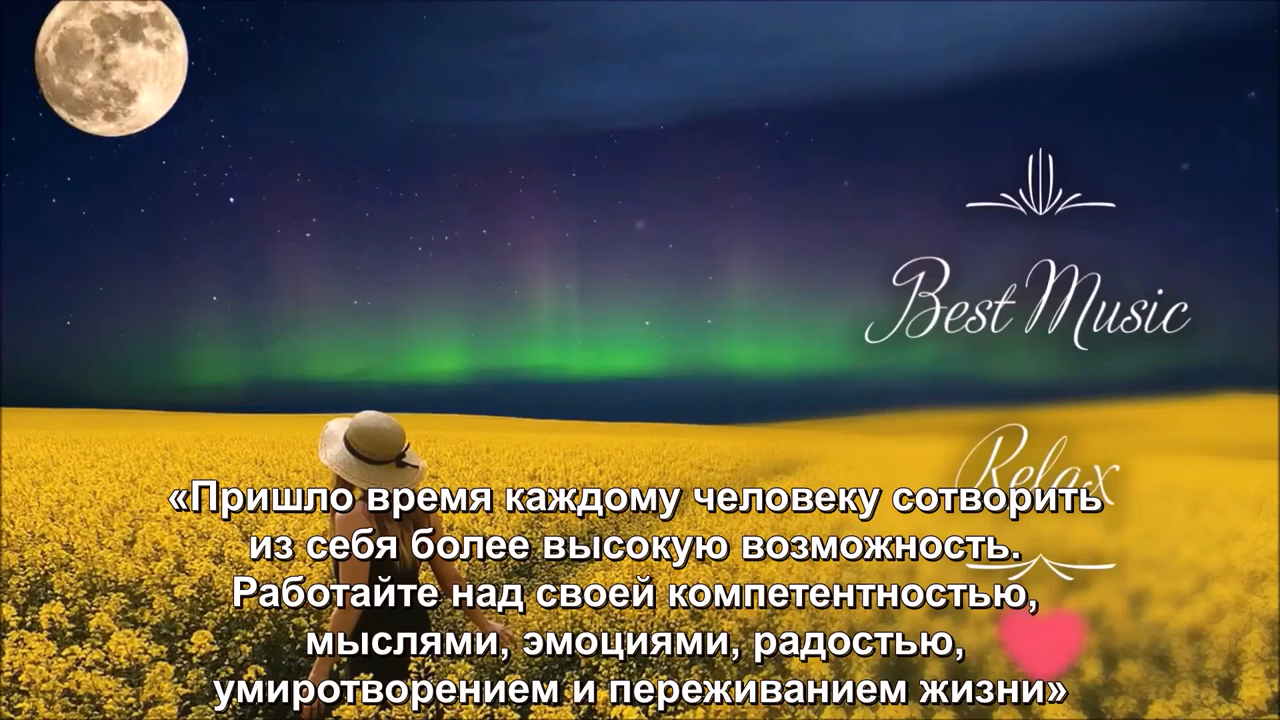 Best Music
Relax
«Пришло время каждому человеку сотворить
из себя более высокую возможность.
Работайте над своей компетентностью,
мыслями, эмоциями, радостью,
умиротворением и переживанием жизни»